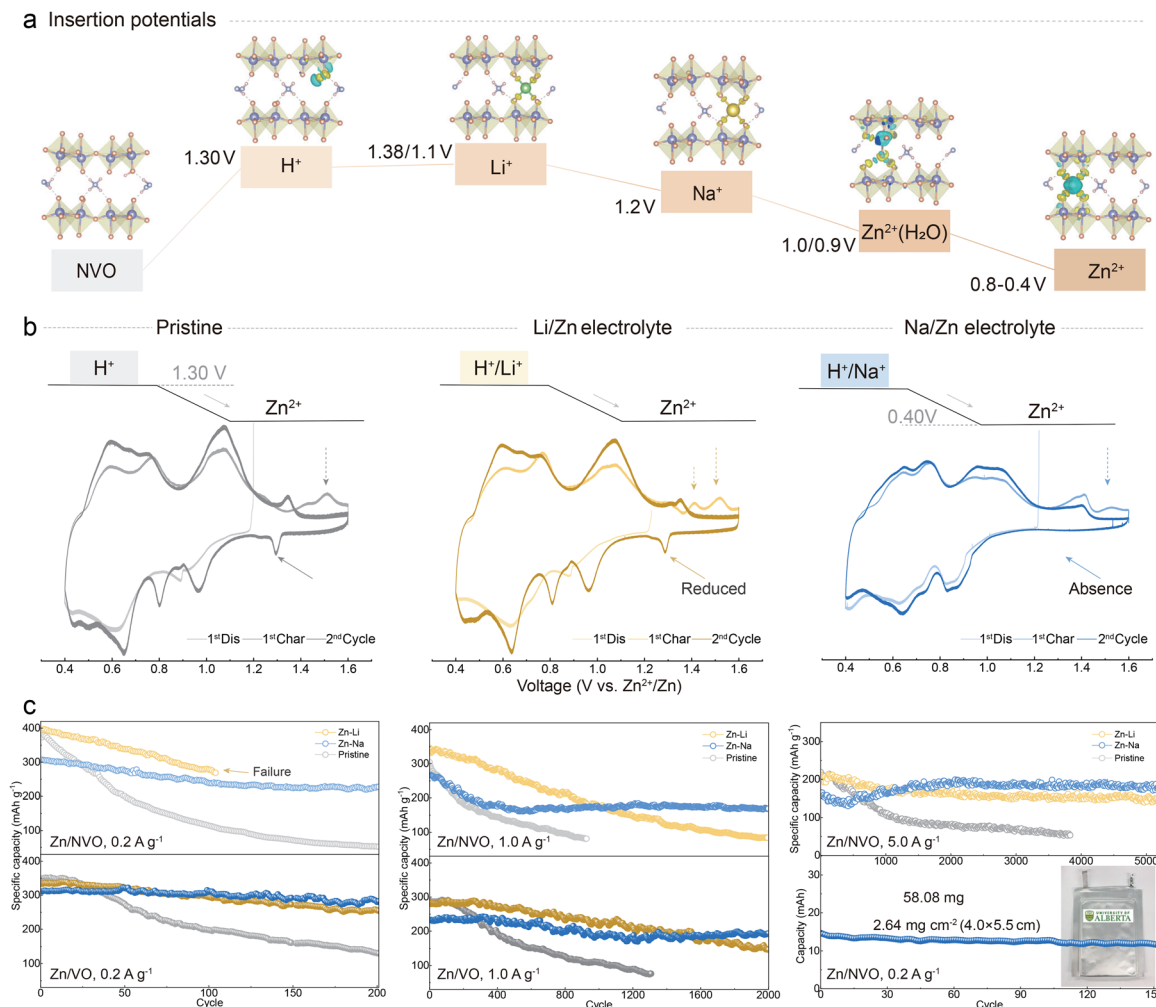 a Insertion potentials
NVO
1.30 V
H⁺
1.38/1.1V
Li⁺
1.2 V
Na⁺
1.0/0.9V
Zn²⁺(H₂O)
0.8-0.4V
Zn²⁺
b Pristine
Li/Zn electrolyte
Na/Zn electrolyte
H⁺
1.30 V
Zn²⁺
1ˢᵗDis 1ˢᵗChar 2ⁿᵈCycle
0.4 0.6 0.8 1.0 1.2 1.4 1.6
H⁺/Li⁺
Zn²⁺
Reduced
1ˢᵗDis 1ˢᵗChar 2ⁿᵈCycle
0.4 0.6 0.8 1.0 1.2 1.4 1.6
H⁺/Na⁺
0.40V
Zn²⁺
Absence
1ˢᵗDis 1ˢᵗChar 2ⁿᵈCycle
0.4 0.6 0.8 1.0 1.2 1.4 1.6
Voltage (V vs. Zn²⁺/Zn)
c
Specific capacity (mAh g⁻¹)
400
300
200
100
Zn-Li
Zn-Na
Pristine
Failure
Zn/NVO, 0.2 A g⁻¹
400
300
200
100
Zn/VO, 0.2 A g⁻¹
0 50 100 150 200
Cycle
Specific capcity (mAh g⁻¹)
400
300
200
100
Zn-Li
Zn-Na
Pristine
Zn/NVO, 1.0 A g⁻¹
400
300
200
100
Zn/VO, 1.0 A g⁻¹
0 400 800 1200 1600 2000
Cycle
Specific capacity (mAh g⁻¹)
300
200
100
Zn-Li
Zn-Na
Pristine
Zn/NVO, 5.0 A g⁻¹
1000 2000 3000 4000 5000
Capacity (mAh)
30
20
10
0
58.08 mg
2.64 mg cm⁻² (4.0×5.5 cm)
UNIVERSITY OF
ALBERTA
Zn/NVO, 0.2 A g⁻¹
0 30 60 90 120 150
Cycle